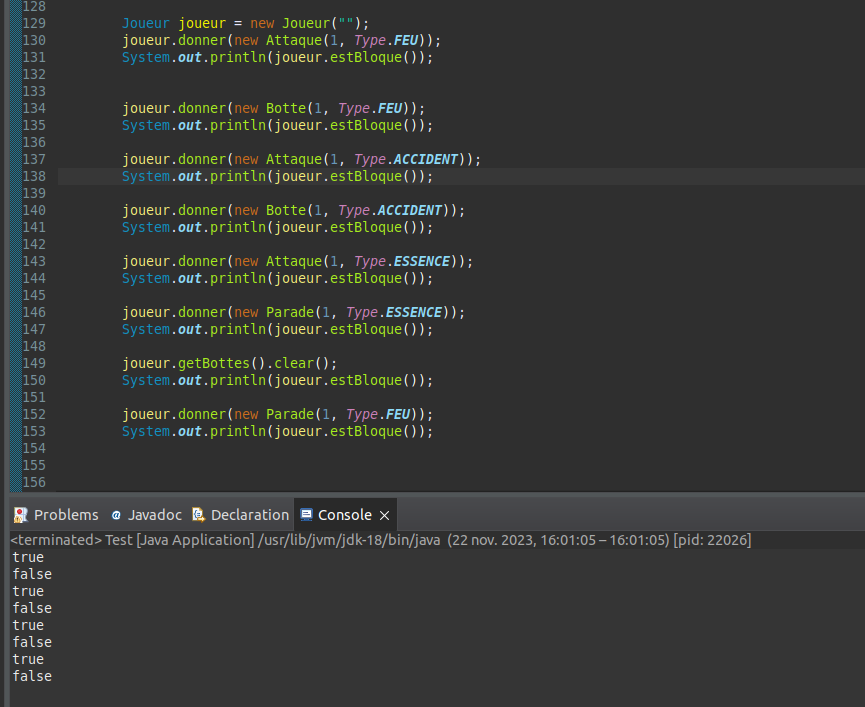 128
129 Joueur joueur = new Joueur("");
130 joueur.donner(new Attaque(1, Type.FEU));
131 System.out.println(joueur.estBloque());
132
133
134 joueur.donner(new Botte(1, Type.FEU));
135 System.out.println(joueur.estBloque());
136
137 joueur.donner(new Attaque(1, Type.ACCIDENT));
138 System.out.println(joueur.estBloque());
139
140 joueur.donner(new Botte(1, Type.ACCIDENT));
141 System.out.println(joueur.estBloque());
142
143 joueur.donner(new Attaque(1, Type.ESSENCE));
144 System.out.println(joueur.estBloque());
145
146 joueur.donner(new Parade(1, Type.ESSENCE));
147 System.out.println(joueur.estBloque());
148
149 joueur.getBottes().clear();
150 System.out.println(joueur.estBloque());
151
152 joueur.donner(new Parade(1, Type.FEU));
153 System.out.println(joueur.estBloque());
154
155
156
Problems @ Javadoc Declaration Console
<terminated> Test [Java Application] /usr/lib/jvm/jdk-18/bin/java (22 nov. 2023, 16:01:05 – 16:01:05) [pid: 22026]
true
false
true
false
true
false
true
false